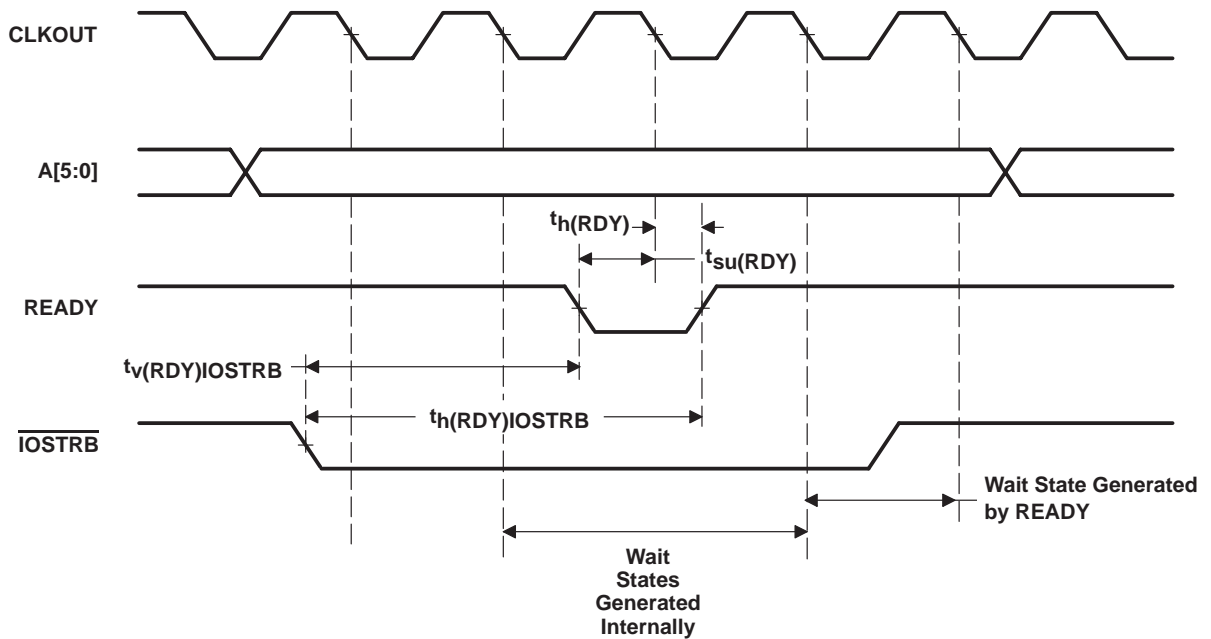 CLKOUT
A[5:0]
th(RDY)
tsu(RDY)
READY
tv(RDY)IOSTRB
th(RDY)IOSTRB
IOSTRB
Wait State Generated
by READY
Wait
States
Generated
Internally